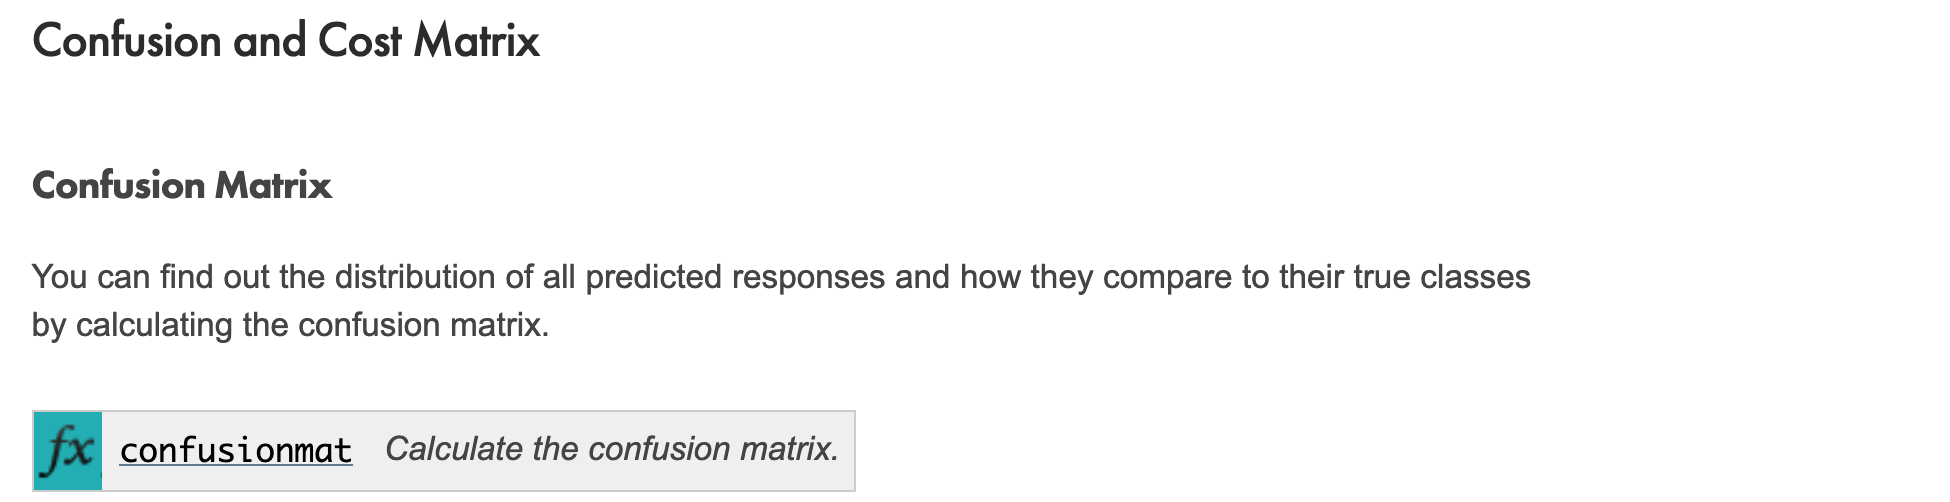 Confusion and Cost Matrix
Confusion Matrix
You can find out the distribution of all predicted responses and how they compare to their true classes
by calculating the confusion matrix.
fx confusionmat Calculate the confusion matrix.